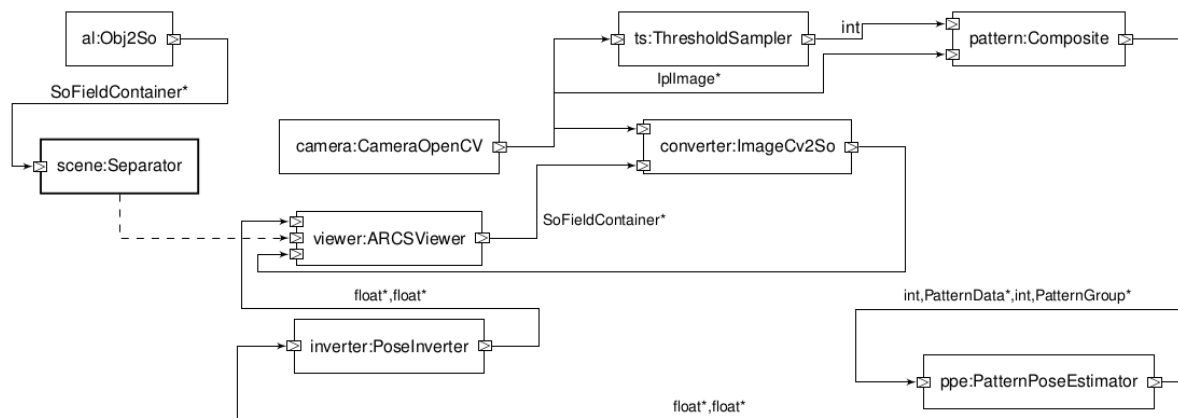 al:Obj2So
ts:ThresholdSampler
int
pattern:Composite
IplImage*
SoFieldContainer*
camera:CameraOpenCV
converter:ImageCv2So
scene:Separator
SoFieldContainer*
viewer:ARCSViewer
float*,float*
int,PatternData*,int,PatternGroup*
inverter:PoseInverter
ppe:PatternPoseEstimator
float*,float*